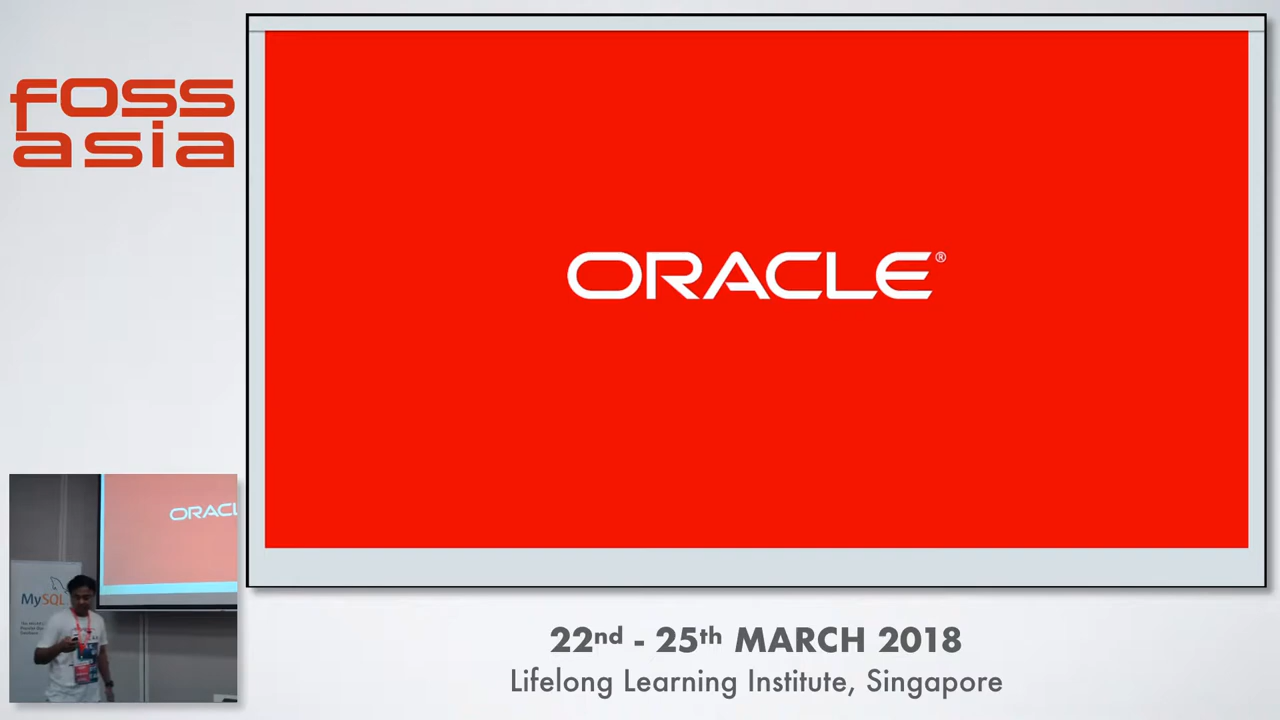 foss
asia
ORACLE®
22nd - 25th MARCH 2018
Lifelong Learning Institute, Singapore
ORACL
MySQL